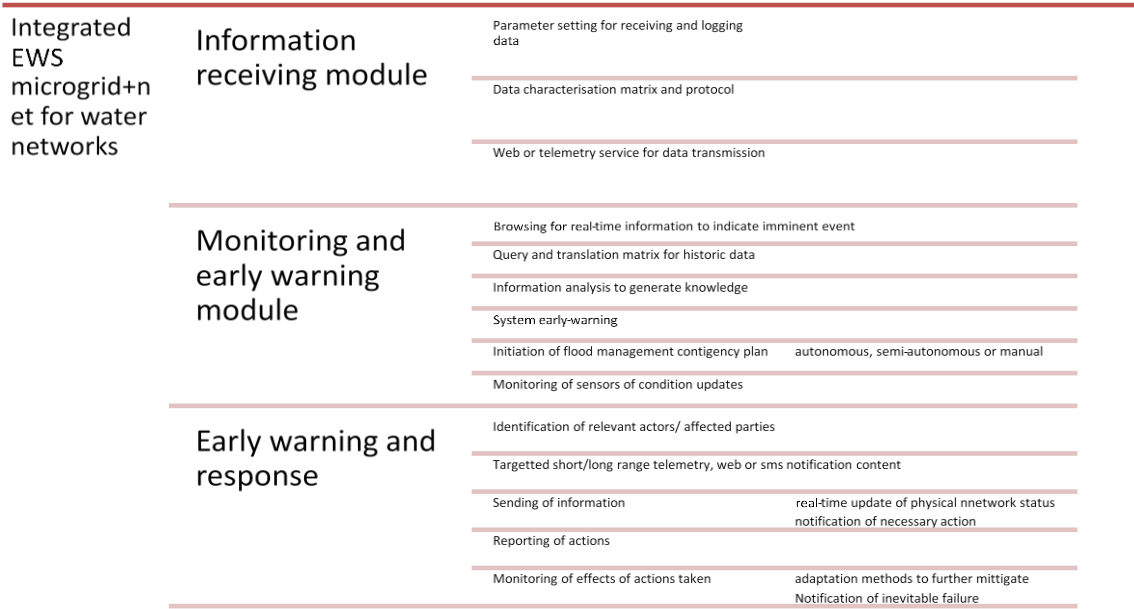 Integrated
EWS
microgrid+n
et for water
networks
Information
receiving module
Parameter setting for receiving and logging
data
Data characterisation matrix and protocol
Web or telemetry service for data transmission
Monitoring and
early warning
module
Browsing for real-time information to indicate imminent event
Query and translation matrix for historic data
Information analysis to generate knowledge
System early-warning
Initiation of flood management contigency plan autonomous, semi-autonomous or manual
Monitoring of sensors of condition updates
Early warning and
response
Identification of relevant actors/ affected parties
Targetted short/long range telemetry, web or sms notification content
Sending of information real-time update of physical nnetwork status
notification of necessary action
Reporting of actions
Monitoring of effects of actions taken adaptation methods to further mittigate
Notification of inevitable failure